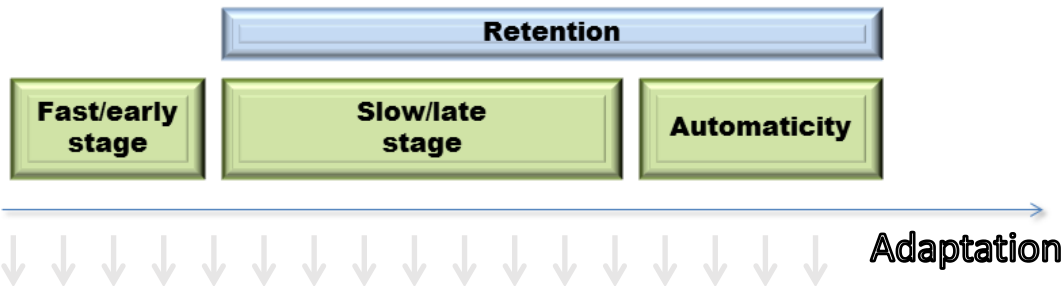 Retention
Fast/early
stage
Slow/late
stage
Automaticity
Adaptation